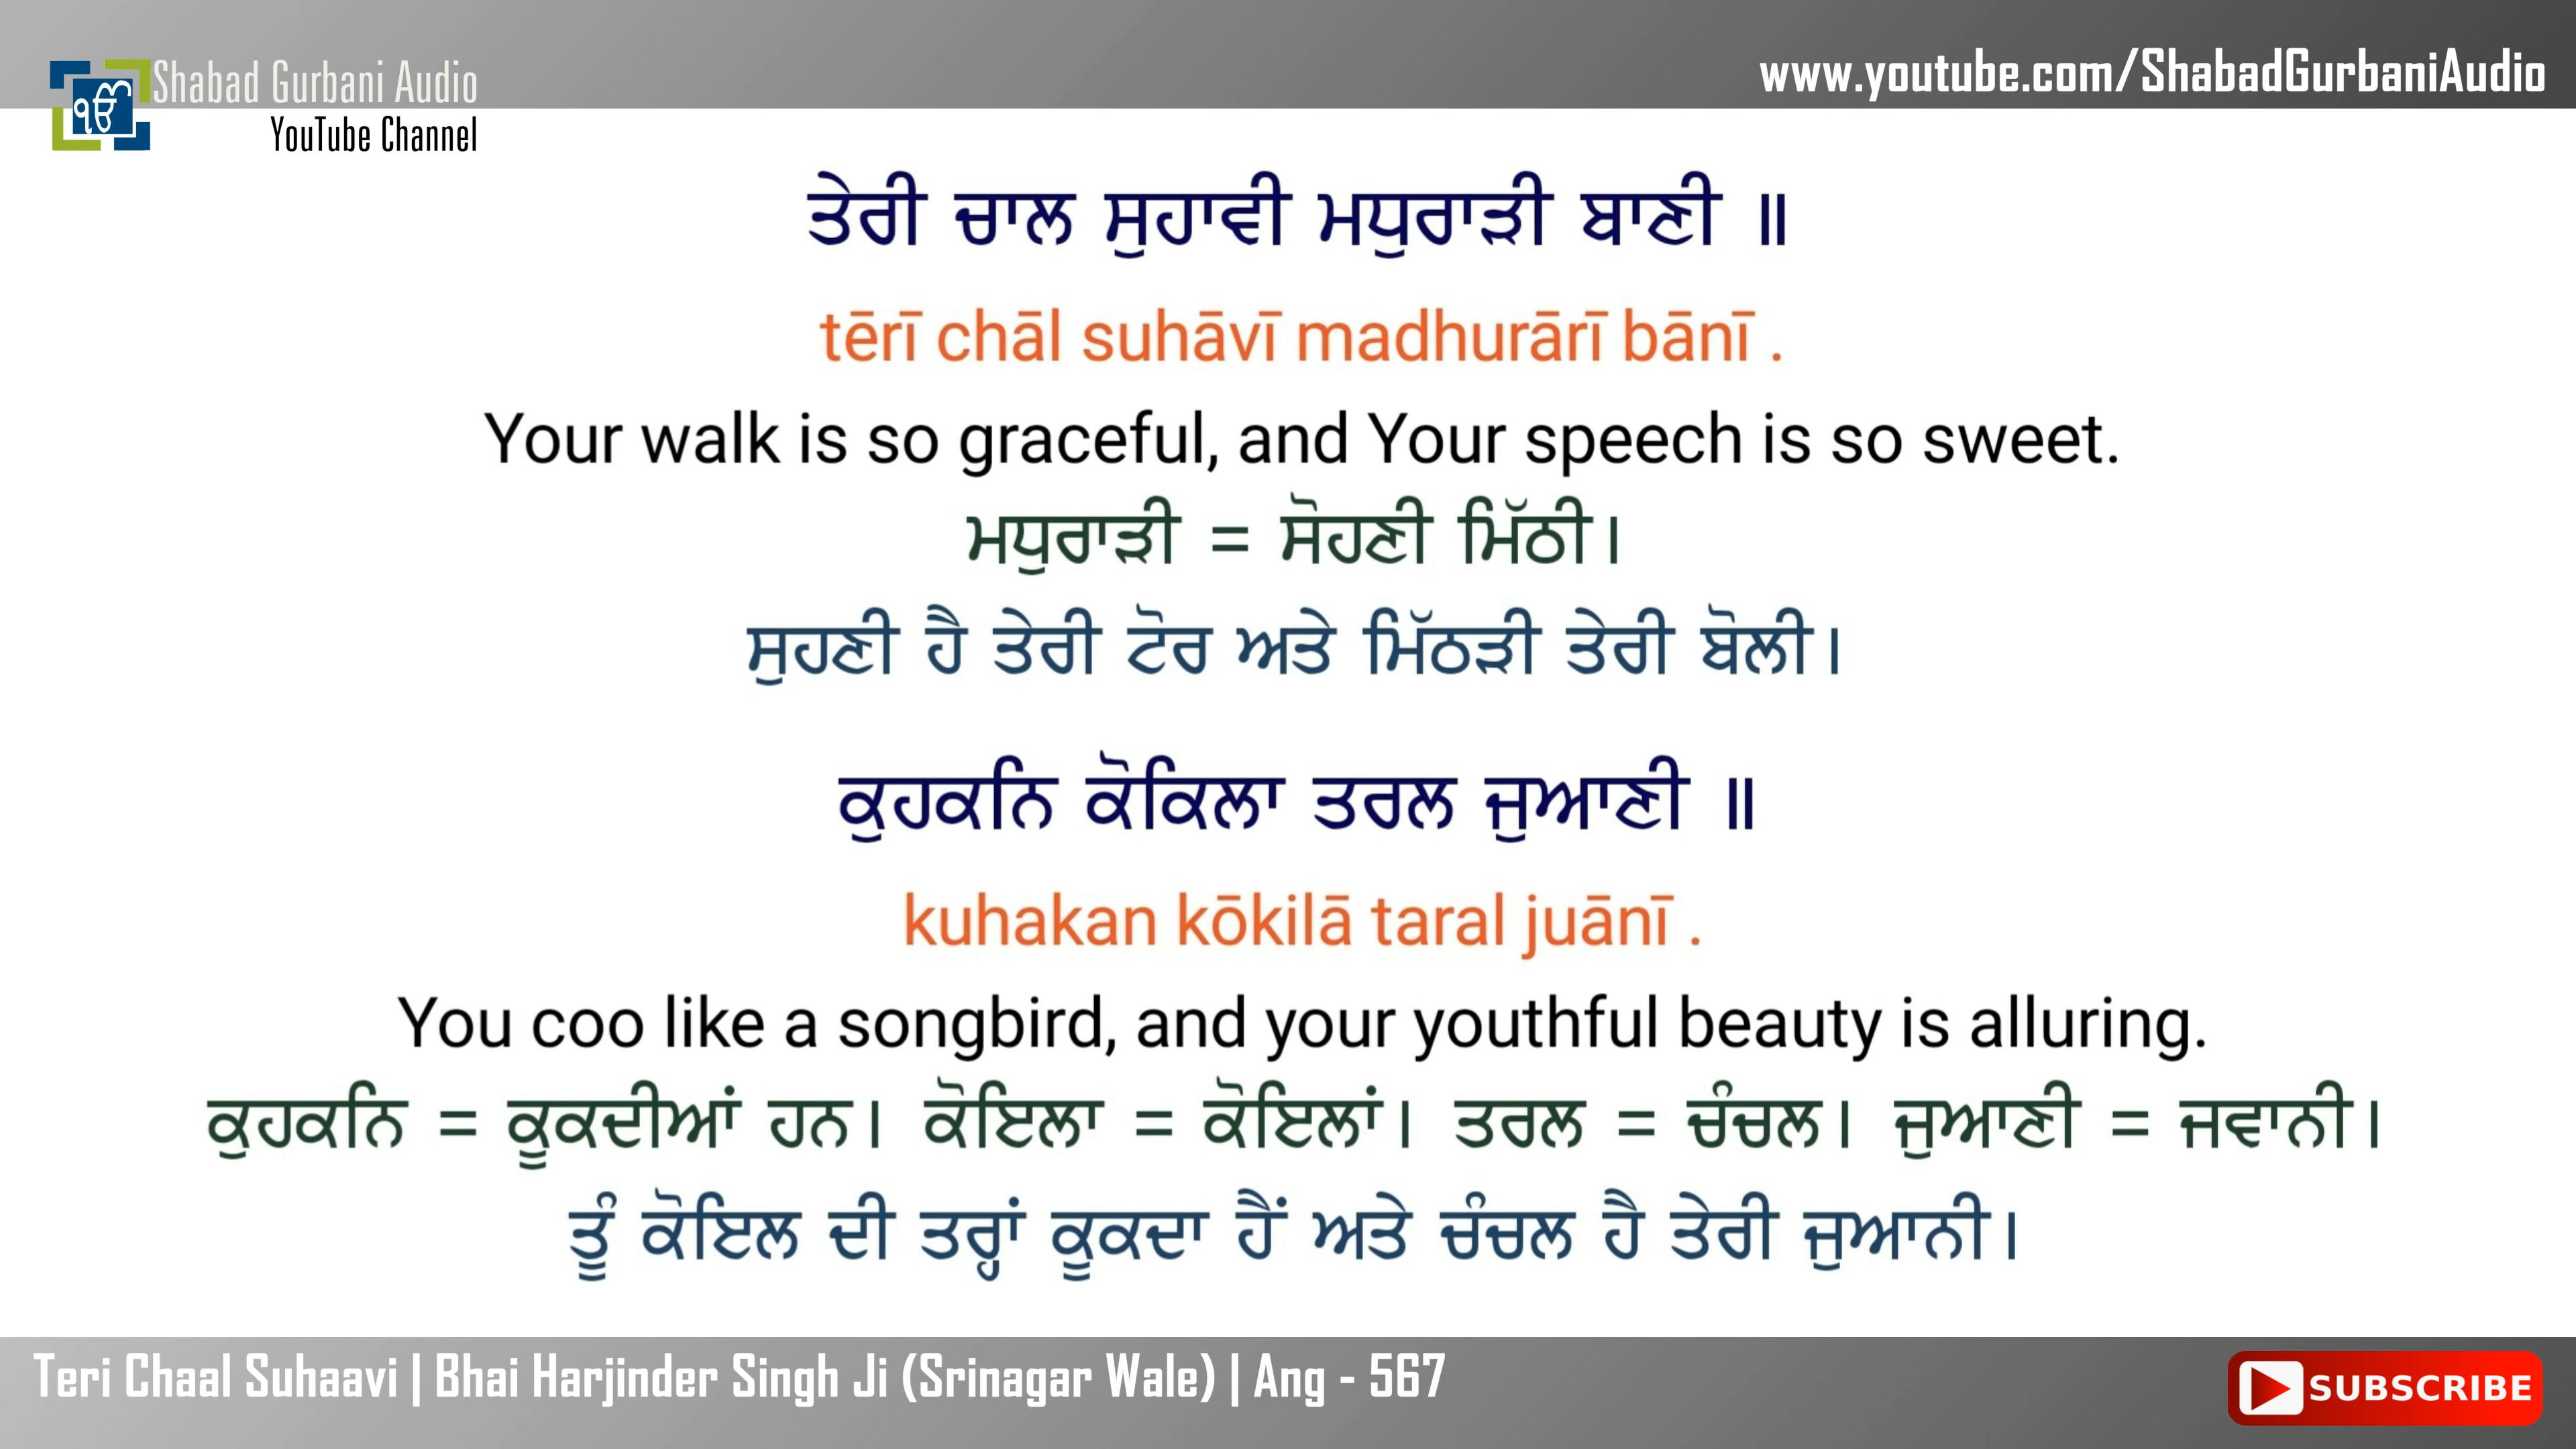 Shabad Gurbani Audio
YouTube Channel
www.youtube.com/ShabadGurbaniAudio
ੴ
ਤੇਰੀ ਚਾਲ ਸੁਹਾਵੀ ਮਧੁਰਾੜੀ ਬਾਣੀ ॥
tērī chāl suhāvī madhurārī bānī .
Your walk is so graceful, and Your speech is so sweet.
ਮਧੁਰਾੜੀ = ਸੋਹਣੀ ਮਿੱਠੀ।
ਸੁਹਣੀ ਹੈ ਤੇਰੀ ਟੋਰ ਅਤੇ ਮਿੱਠੜੀ ਤੇਰੀ ਬੋਲੀ।
ਕੁਹਕਨਿ ਕੋਕਿਲਾ ਤਰਲ ਜੁਆਣੀ ॥
kuhakan kōkilā taral juānī .
You coo like a songbird, and your youthful beauty is alluring.
ਕੁਹਕਨਿ = ਕੂਕਦੀਆਂ ਹਨ। ਕੋਇਲਾ = ਕੋਇਲਾਂ। ਤਰਲ = ਚੰਚਲ। ਜੁਆਣੀ = ਜਵਾਨੀ।
ਤੂੰ ਕੋਇਲ ਦੀ ਤਰ੍ਹਾਂ ਕੂਕਦਾ ਹੈਂ ਅਤੇ ਚੰਚਲ ਹੈ ਤੇਰੀ ਜੁਆਨੀ।
Teri Chaal Suhaavi | Bhai Harjinder Singh Ji (Srinagar Wale) | Ang - 567
SUBSCRIBE